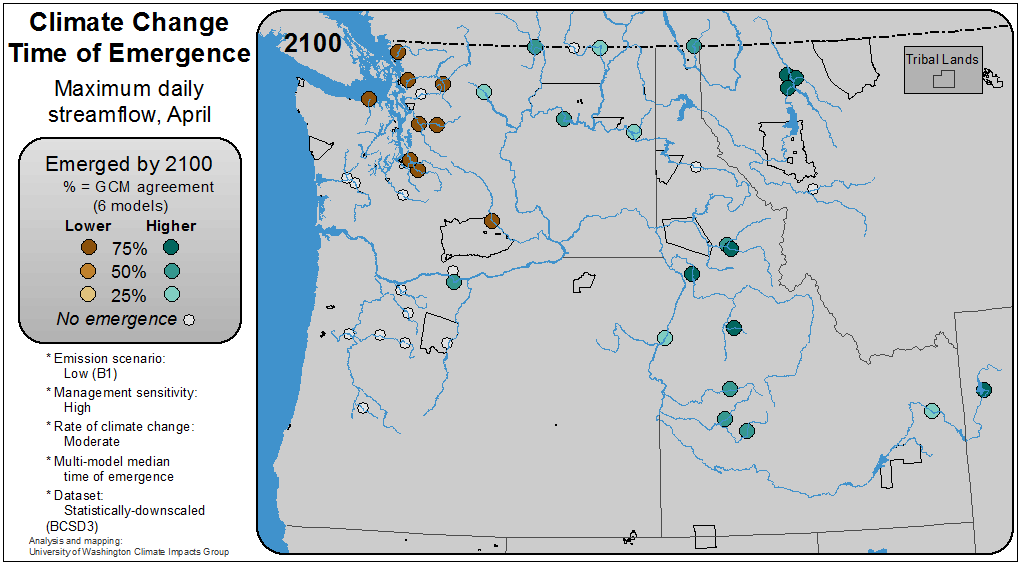 Climate Change
Time of Emergence
Maximum daily
streamflow, April
Emerged by 2100
% = GCM agreement
(6 models)
Lower Higher
75%
50%
25%
No emergence
* Emission scenario:
Low (B1)
* Management sensitivity:
High
* Rate of climate change:
Moderate
* Multi-model median
time of emergence
* Dataset:
Statistically-downscaled
(BCSD3)
Analysis and mapping:
University of Washington Climate Impacts Group
2100
Tribal Lands